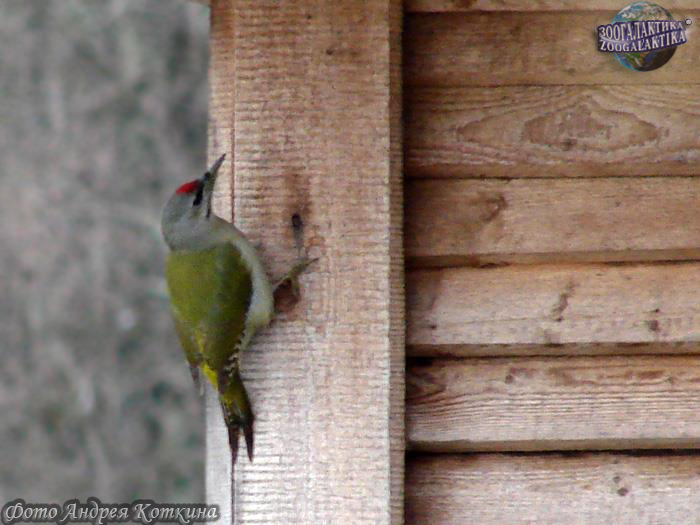 ЗООГАЛАКТИКА
ZOOGALAKTIKA
Фото Андрея Коткина